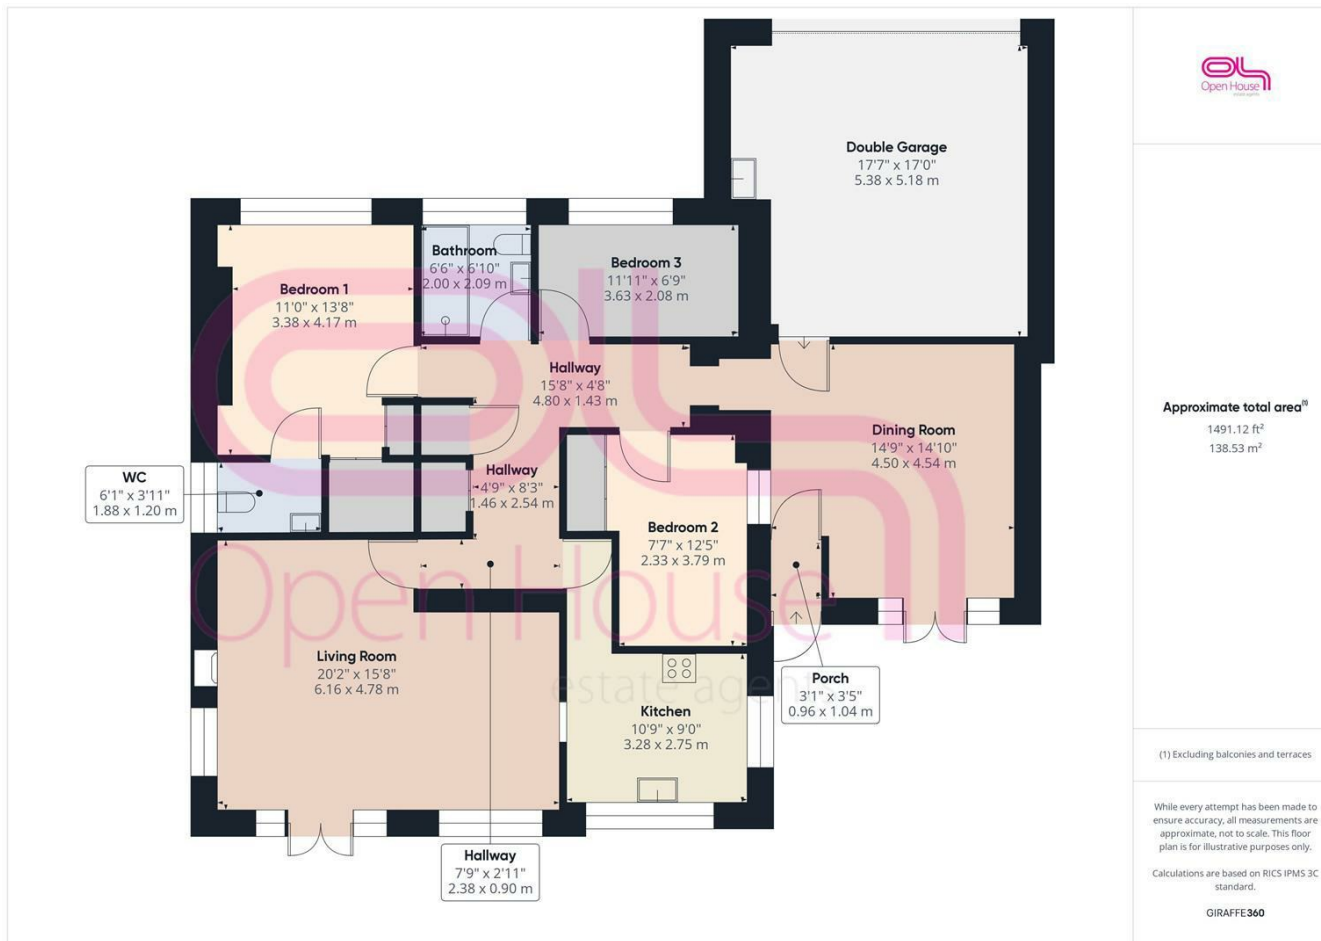 Open House
estate agents
Double Garage
17'7" x 17'0"
5.38 x 5.18 m
Bathroom
6'6" x 6'10"
2.00 x 2.09 m
Bedroom 3
11'11" x 6'9"
3.63 x 2.08 m
Bedroom 1
11'0" x 13'8"
3.38 x 4.17 m
Hallway
15'8" x 4'8"
4.80 x 1.43 m
Dining Room
14'9" x 14'10"
4.50 x 4.54 m
Approximate total area(1)
1491.12 ft²
138.53 m²
WC
6'1" x 3'11"
1.88 x 1.20 m
Hallway
4'9" x 8'3"
1.46 x 2.54 m
Bedroom 2
7'7" x 12'5"
2.33 x 3.79 m
Open House
estate agents
Living Room
20'2" x 15'8"
6.16 x 4.78 m
Kitchen
10'9" x 9'0"
3.28 x 2.75 m
Porch
3'1" x 3'5"
0.96 x 1.04 m
Hallway
7'9" x 2'11"
2.38 x 0.90 m
(1) Excluding balconies and terraces
While every attempt has been made to
ensure accuracy, all measurements are
approximate, not to scale. This floor
plan is for illustrative purposes only.
Calculations are based on RICS IPMS 3C
standard.
GIRAFFE360